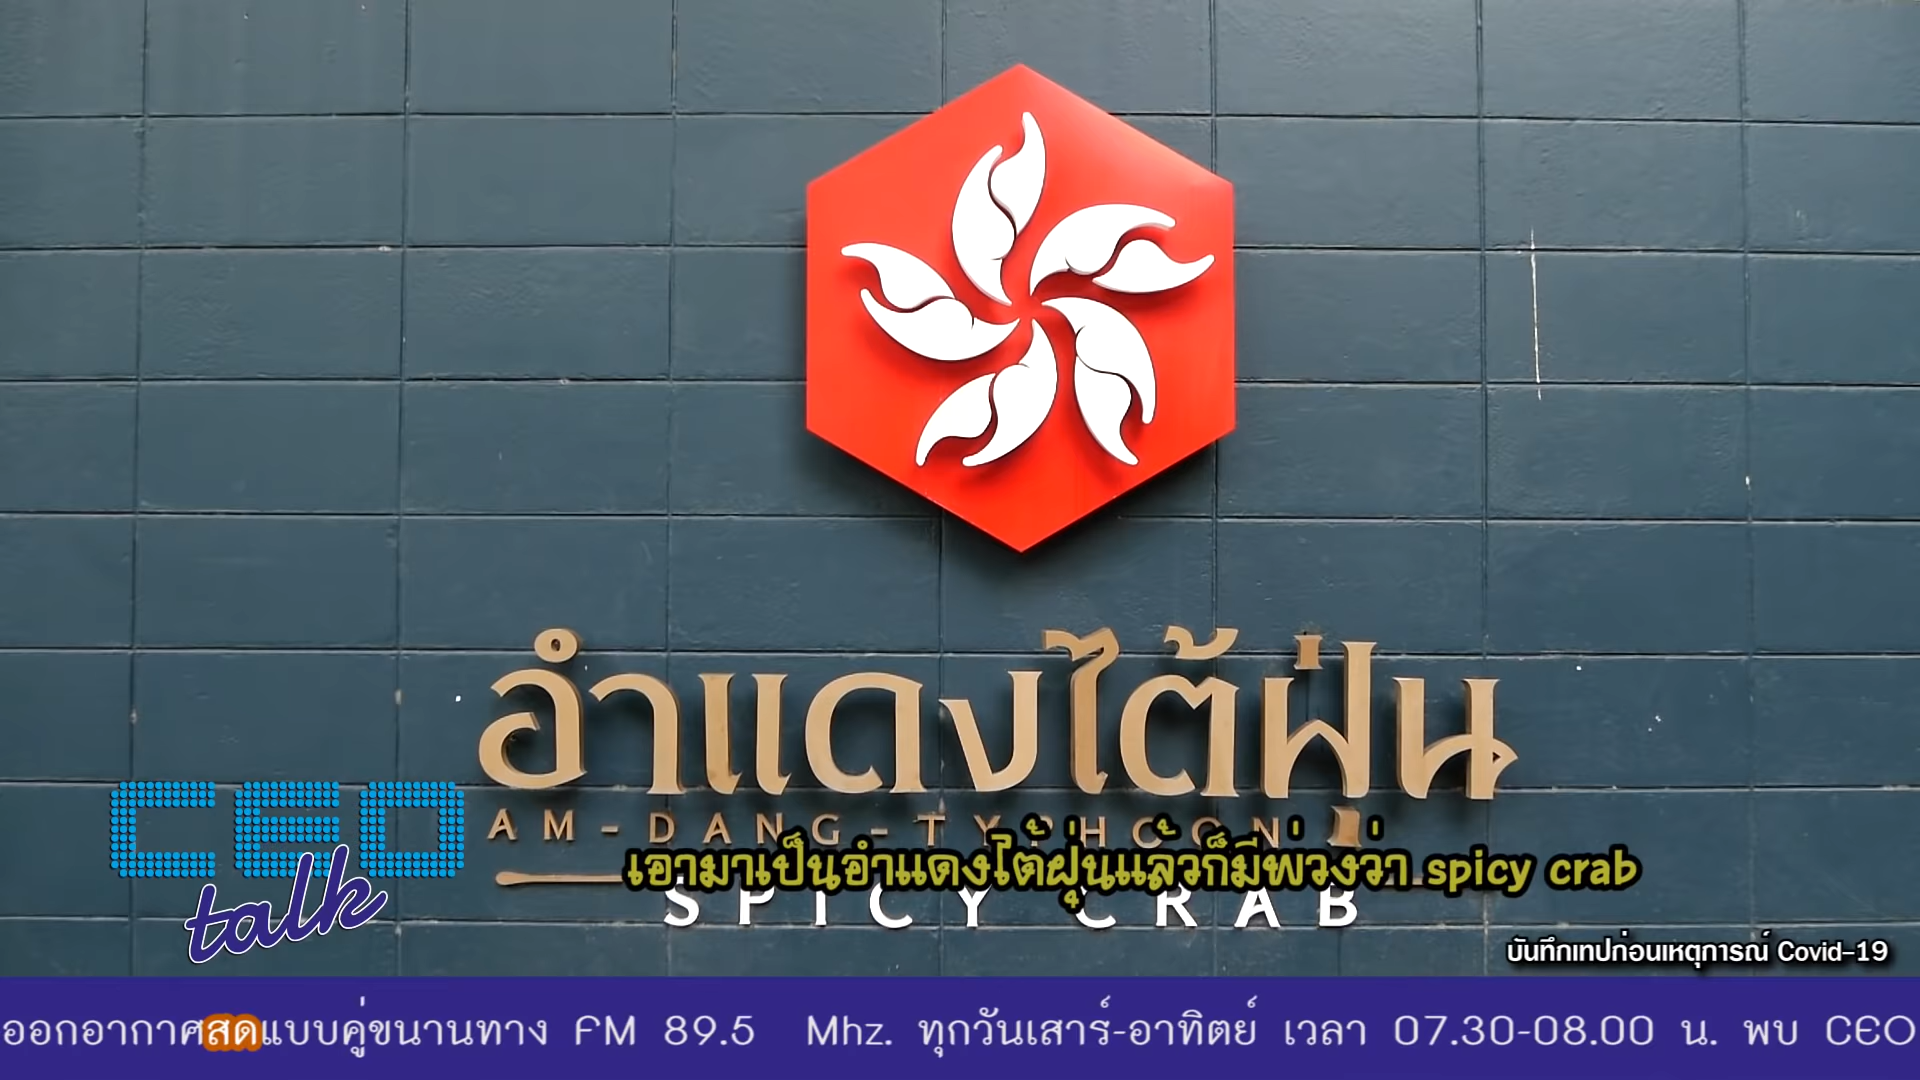 อำแดงไต้ฝุ่น
AM-DANG-TYPHOON
เอามาเป็นอำแดงไต้ฝุ่นแล้วก็มีพ่วงว่า spicy crab
SPICY CRAB
CEO
talk
บันทึกเทปก่อนเหตุการณ์ Covid-19
ออกอากาศสดแบบคู่ขนานทาง FM 89.5 Mhz. ทุกวันเสาร์-อาทิตย์ เวลา 07.30-08.00 น. พบ CEO